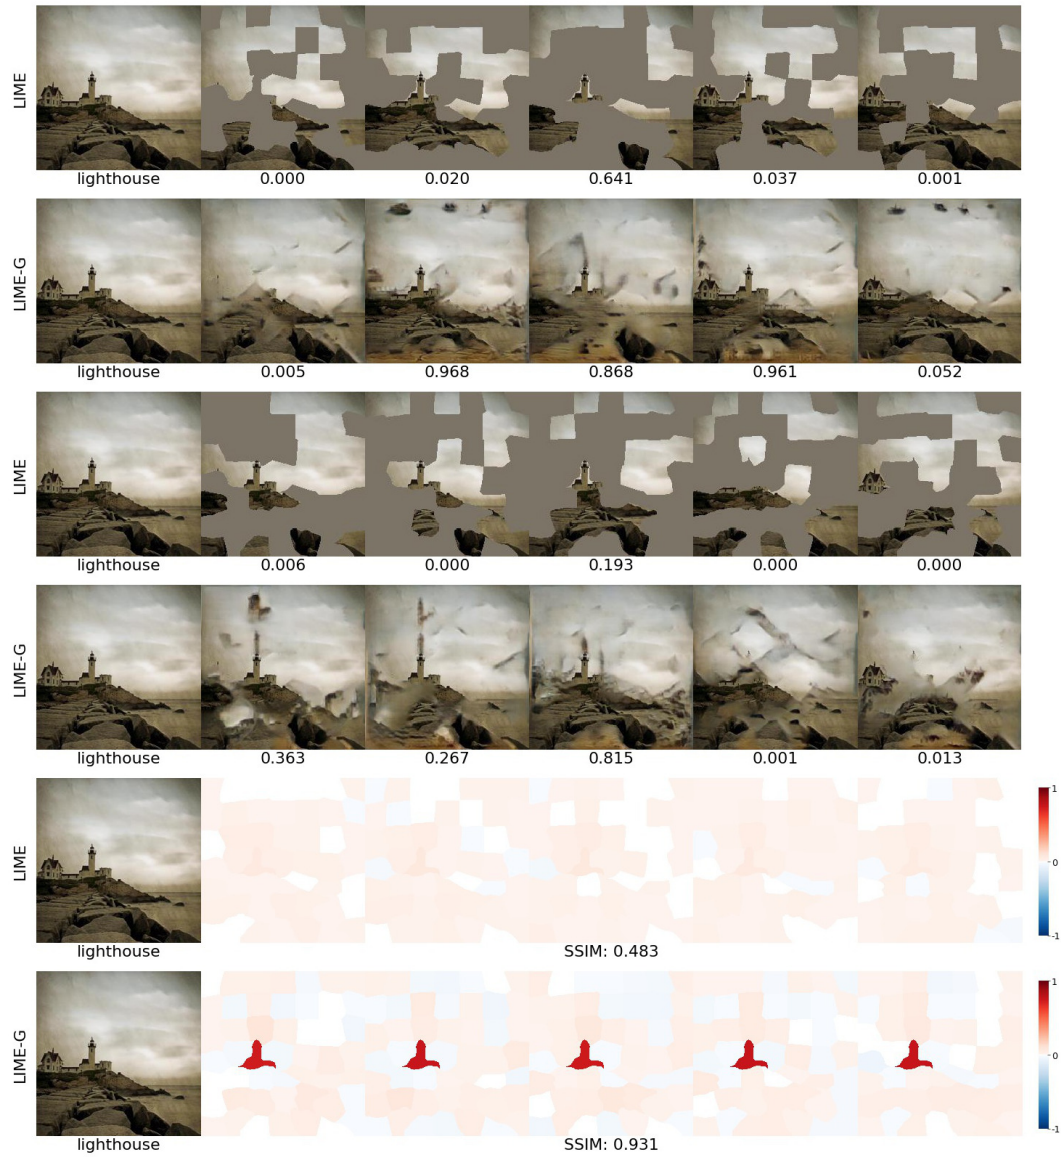 LIME
lighthouse 0.000 0.020 0.641 0.037 0.001
LIME-G
lighthouse 0.005 0.968 0.868 0.961 0.052
LIME
lighthouse 0.006 0.000 0.193 0.000 0.000
LIME-G
lighthouse 0.363 0.267 0.815 0.001 0.013
LIME
1
0
-1
lighthouse SSIM: 0.483
LIME-G
1
0
-1
lighthouse SSIM: 0.931